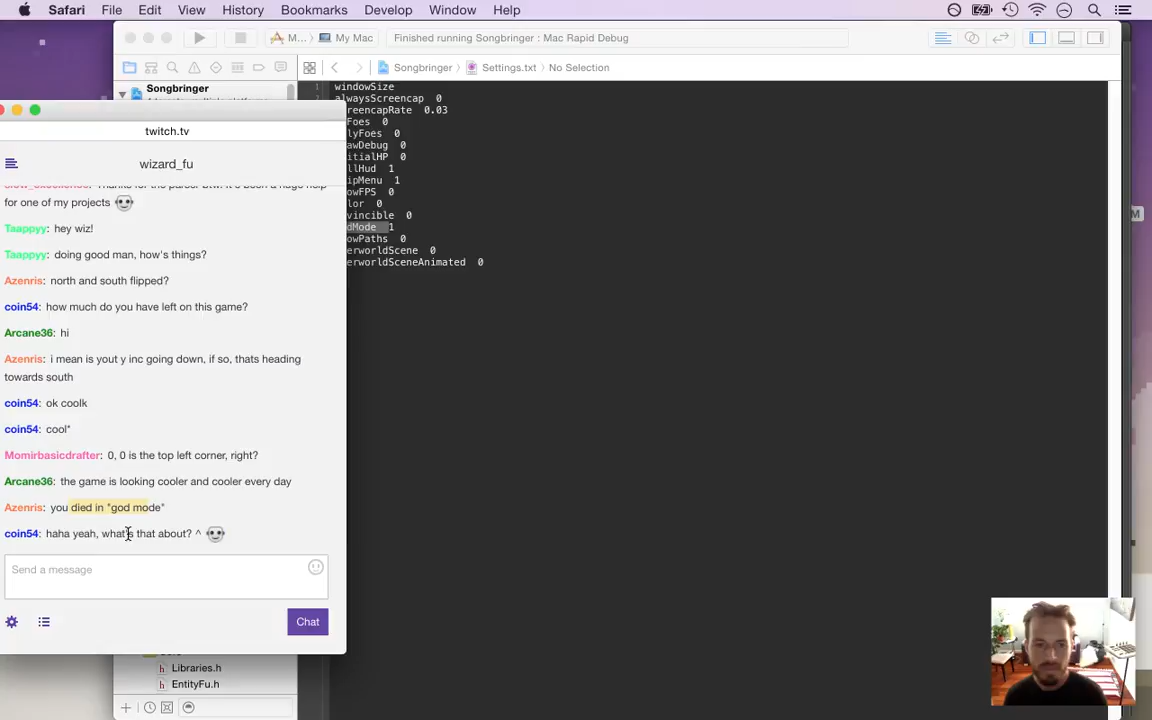 Safari File Edit View History Bookmarks Develop Window Help
M... My Mac Finished running Songbringer : Mac Rapid Debug
Songbringer Settings.txt No Selection
Songbringer
1 windowSize
2 alwaysScreencap 0
reencapRate 0.03
Foes 0
lyFoes 0
awDebug 0
itialHP 0
llHud 1
ipMenu 1
owFPS 0
lor 0
vincible 0
dMode 1
owPaths 0
erworldScene 0
erworldSceneAnimated 0
twitch.tv
wizard_fu
for one of my projects
Taappyy: hey wiz!
Taappyy: doing good man, how's things?
Azenris: north and south flipped?
coin54: how much do you have left on this game?
Arcane36: hi
Azenris: i mean is yout y inc going down, if so, thats heading
towards south
coin54: ok coolk
coin54: cool*
Momirbasicdrafter: 0, 0 is the top left corner, right?
Arcane36: the game is looking cooler and cooler every day
Azenris: you died in "god mode"
coin54: haha yeah, what's that about? ^
Send a message
Chat
Libraries.h
EntityFu.h
M